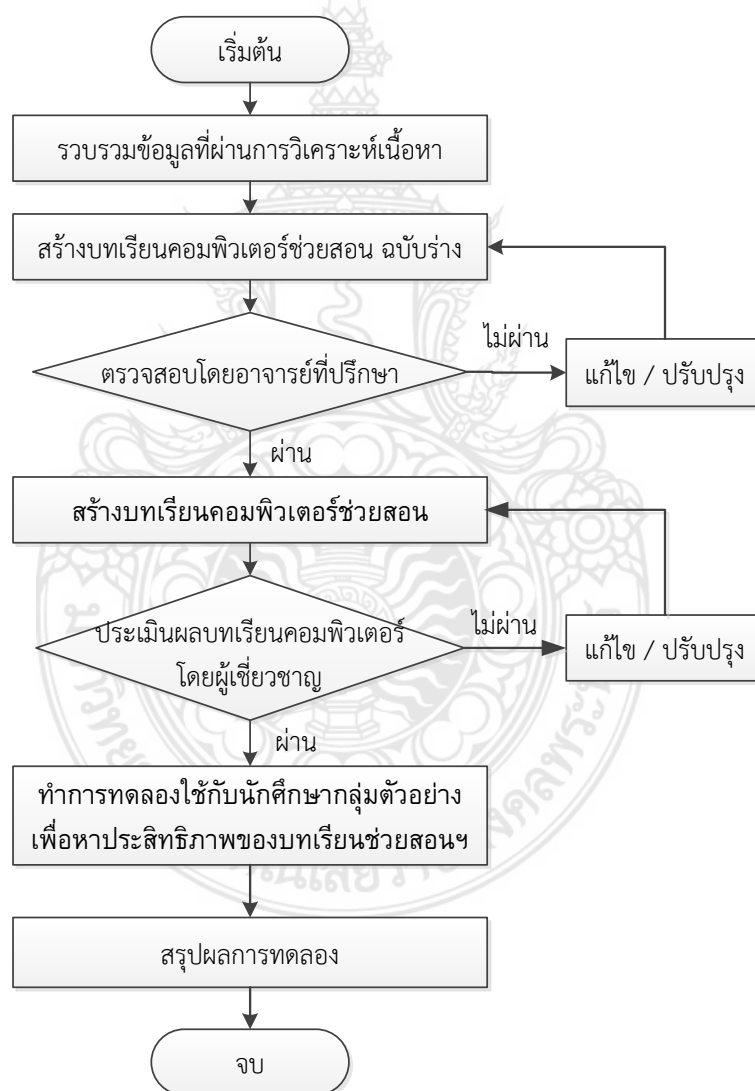 เริ่มต้น
รวบรวมข้อมูลที่ผ่านการวิเคราะห์เนื้อหา
สร้างบทเรียนคอมพิวเตอร์ช่วยสอน ฉบับร่าง
ไม่ผ่าน
ตรวจสอบโดยอาจารย์ที่ปรึกษา
แก้ไข / ปรับปรุง
ผ่าน
สร้างบทเรียนคอมพิวเตอร์ช่วยสอน
ไม่ผ่าน
ประเมินผลบทเรียนคอมพิวเตอร์
โดยผู้เชี่ยวชาญ
แก้ไข / ปรับปรุง
ผ่าน
ทำการทดลองใช้กับนักศึกษากลุ่มตัวอย่าง
เพื่อหาประสิทธิภาพของบทเรียนช่วยสอนฯ
สรุปผลการทดลอง
จบ